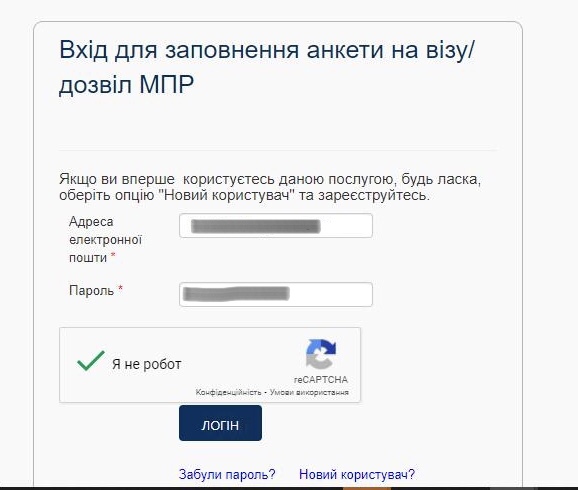 Вхід для заповнення анкети на візу/
дозвіл МПР
Якщо ви вперше користуєтесь даною послугою, будь ласка,
оберіть опцію "Новий користувач" та зареєструйтесь.
Адреса
електронної
пошти *
Пароль *
Я не робот
reCAPTCHA
Конфіденційність - Умови використання
ЛОГІН
Забули пароль? Новий користувач?